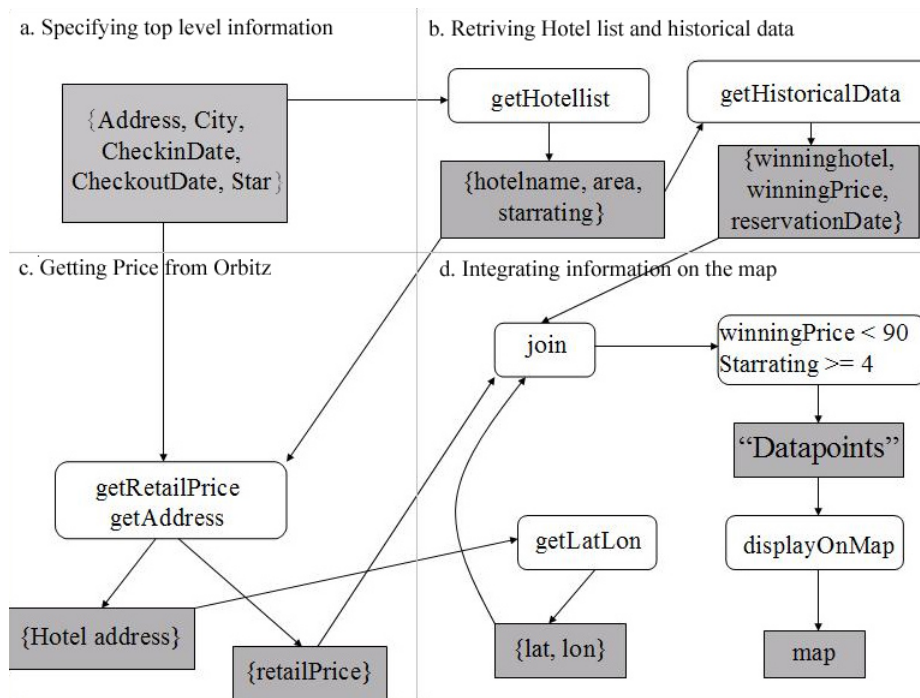 a. Specifying top level information
{Address, City,
CheckinDate,
CheckoutDate, Star}
b. Retriving Hotel list and historical data
getHotellist
getHistoricalData
{hotelname, area,
starrating}
{winninghotel,
winningPrice,
reservationDate}
c. Getting Price from Orbitz
getRetailPrice
getAddress
{Hotel address}
{retailPrice}
d. Integrating information on the map
join
winningPrice < 90
Starrating >= 4
“Datapoints”
getLatLon
displayOnMap
{lat, lon}
map